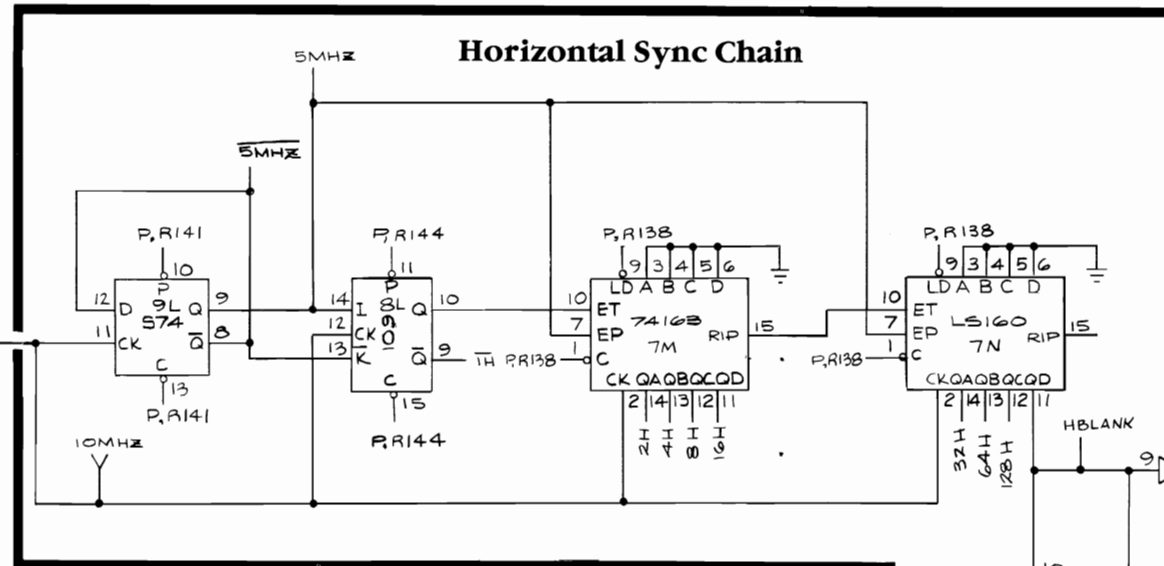 Horizontal Sync Chain
5MHZ
5MHZ
P,R141
10
12 D 9L Q 9
S74
11 CK Q 8
C
13
P,R141
10MHZ
P,R144
11
P
14 J 8L Q 10
12 CK 109
13 K Q 9 1H
C
15
P,R144
P,R138
9 3 4 5 6
LD A B C D
10 ET
74163
7 EP RIP 15
7M
P,R138 1 C
CK QA QB QC QD
2 14 13 12 11
2H 4H 8H 16H
P,R138
9 3 4 5 6
LD A B C D
10 ET
LS160
7 EP RIP 15
7N
P,R138 1 C
CK QA QB QC QD
2 14 13 12 11
32H 64H 128H
HBLANK
9